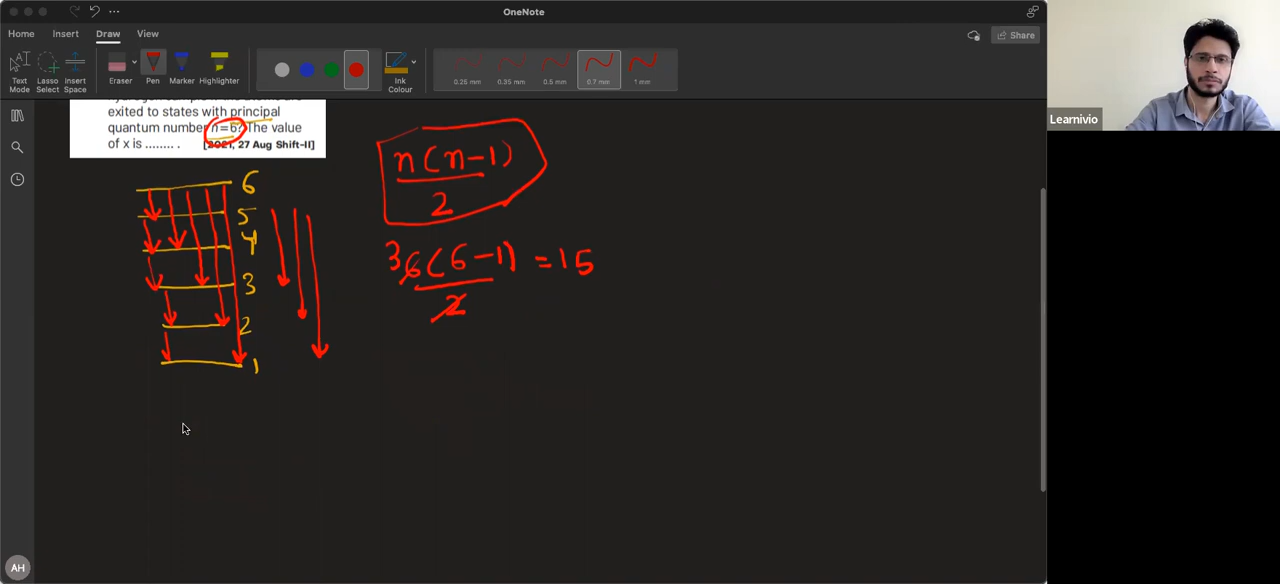 OneNote
Home Insert Draw View
Share
Text Mode
Lasso Select
Insert Space
Eraser
Pen
Marker
Highlighter
Ink Colour
0.25 mm
0.35 mm
0.5 mm
0.7 mm
1 mm
exited to states with principal
quantum number n=6? The value
of x is ........ . [2021, 27 Aug Shift-II]
6
5
4
3
2
1
n(n-1)
2
36(6-1) = 15
2
AH
Learnivio